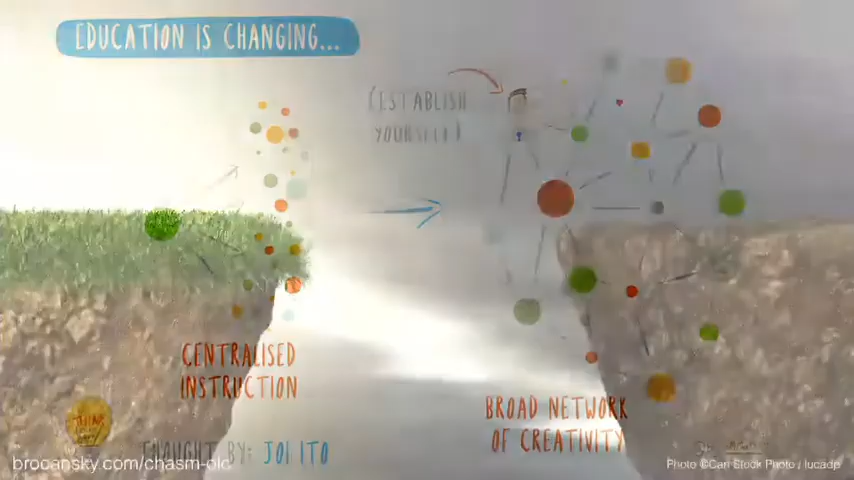 EDUCATION IS CHANGING...
(ESTABLISH
YOURSELF)
CENTRALISED
INSTRUCTION
BROAD NETWORK
OF CREATIVITY
THOUGHT BY: JOI ITO
brocansky.com/chasm-olc
Photo ©Can Stock Photo / lucadp